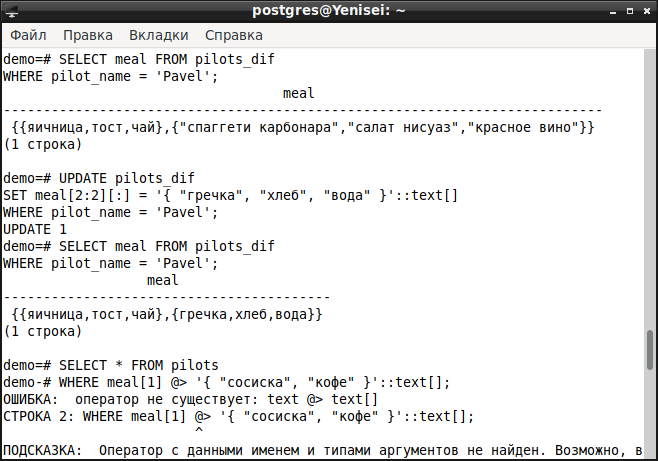 postgres@Yenisei: ~
Файл Правка Вкладки Справка
demo=# SELECT meal FROM pilots_dif
WHERE pilot_name = 'Pavel';
meal
---------------------------------------------------------------------------
{{яичница,тост,чай},{"спагетти карбонара","салат нисуаз","красное вино"}}
(1 строка)
demo=# UPDATE pilots_dif
SET meal[2:2][:] = '{ "гречка", "хлеб", "вода" }'::text[]
WHERE pilot_name = 'Pavel';
UPDATE 1
demo=# SELECT meal FROM pilots_dif
WHERE pilot_name = 'Pavel';
meal
-----------------------------------------
{{яичница,тост,чай},{гречка,хлеб,вода}}
(1 строка)
demo=# SELECT * FROM pilots
demo-# WHERE meal[1] @> '{ "сосиска", "кофе" }'::text[];
ОШИБКА:  оператор не существует: text @> text[]
СТРОКА 2: WHERE meal[1] @> '{ "сосиска", "кофе" }'::text[];
^
ПОДСКАЗКА:  Оператор с данными именем и типами аргументов не найден. Возможно, в